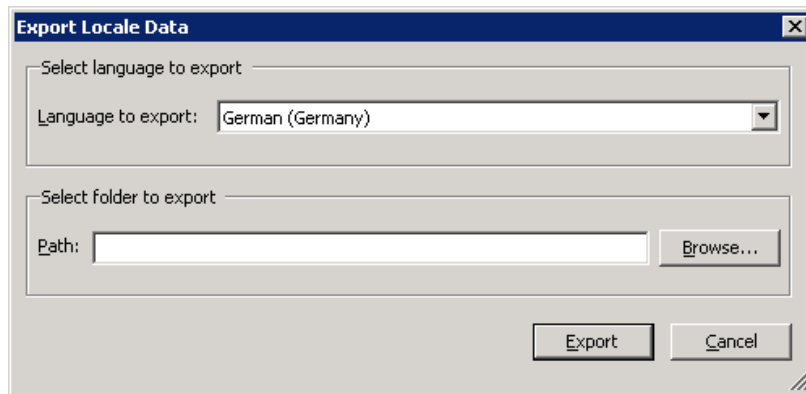 Export Locale Data
Select language to export
Language to export: German (Germany)
Select folder to export
Path: Browse...
Export Cancel